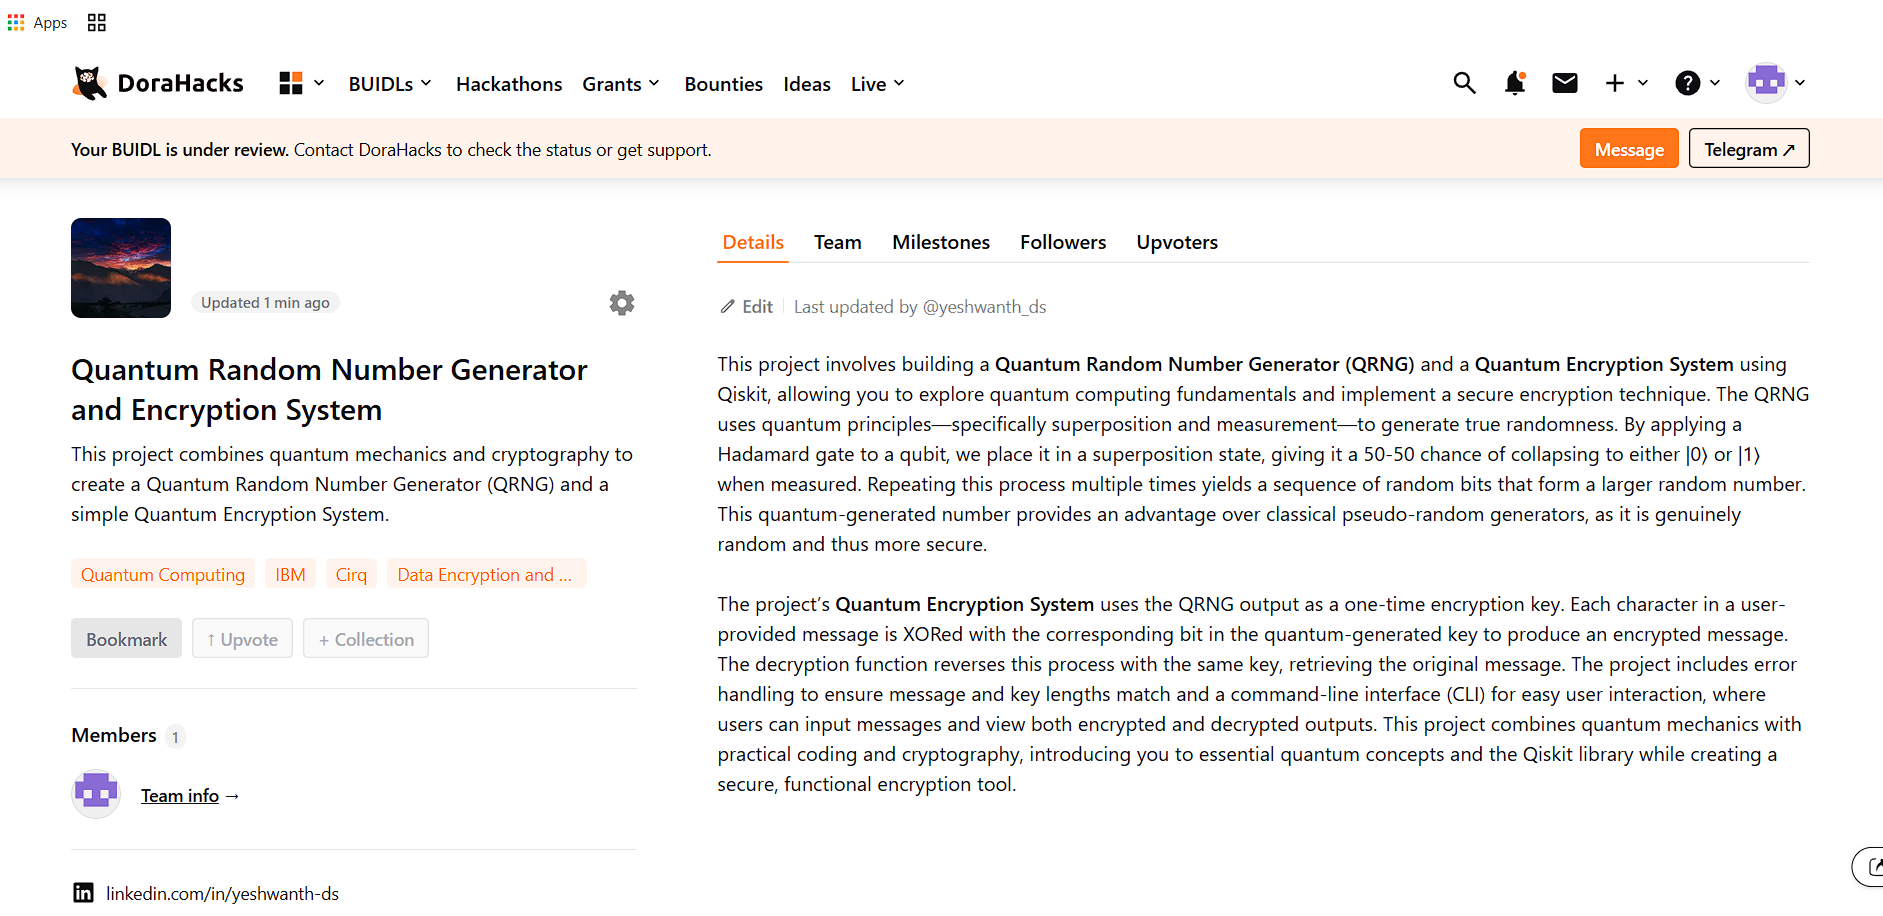 Apps
DoraHacks
BUIDLs
Hackathons
Grants
Bounties
Ideas
Live
Your BUIDL is under review. Contact DoraHacks to check the status or get support.
Message
Telegram ↗
Updated 1 min ago
Quantum Random Number Generator
and Encryption System
This project combines quantum mechanics and cryptography to
create a Quantum Random Number Generator (QRNG) and a
simple Quantum Encryption System.
Quantum Computing
IBM
Cirq
Data Encryption and ...
Bookmark
↑ Upvote
+ Collection
Members 1
Team info →
linkedin.com/in/yeshwanth-ds
Details
Team
Milestones
Followers
Upvoters
Edit
Last updated by @yeshwanth_ds
This project involves building a Quantum Random Number Generator (QRNG) and a Quantum Encryption System using
Qiskit, allowing you to explore quantum computing fundamentals and implement a secure encryption technique. The QRNG
uses quantum principles—specifically superposition and measurement—to generate true randomness. By applying a
Hadamard gate to a qubit, we place it in a superposition state, giving it a 50-50 chance of collapsing to either |0⟩ or |1⟩
when measured. Repeating this process multiple times yields a sequence of random bits that form a larger random number.
This quantum-generated number provides an advantage over classical pseudo-random generators, as it is genuinely
random and thus more secure.
The project’s Quantum Encryption System uses the QRNG output as a one-time encryption key. Each character in a user-
provided message is XORed with the corresponding bit in the quantum-generated key to produce an encrypted message.
The decryption function reverses this process with the same key, retrieving the original message. The project includes error
handling to ensure message and key lengths match and a command-line interface (CLI) for easy user interaction, where
users can input messages and view both encrypted and decrypted outputs. This project combines quantum mechanics with
practical coding and cryptography, introducing you to essential quantum concepts and the Qiskit library while creating a
secure, functional encryption tool.